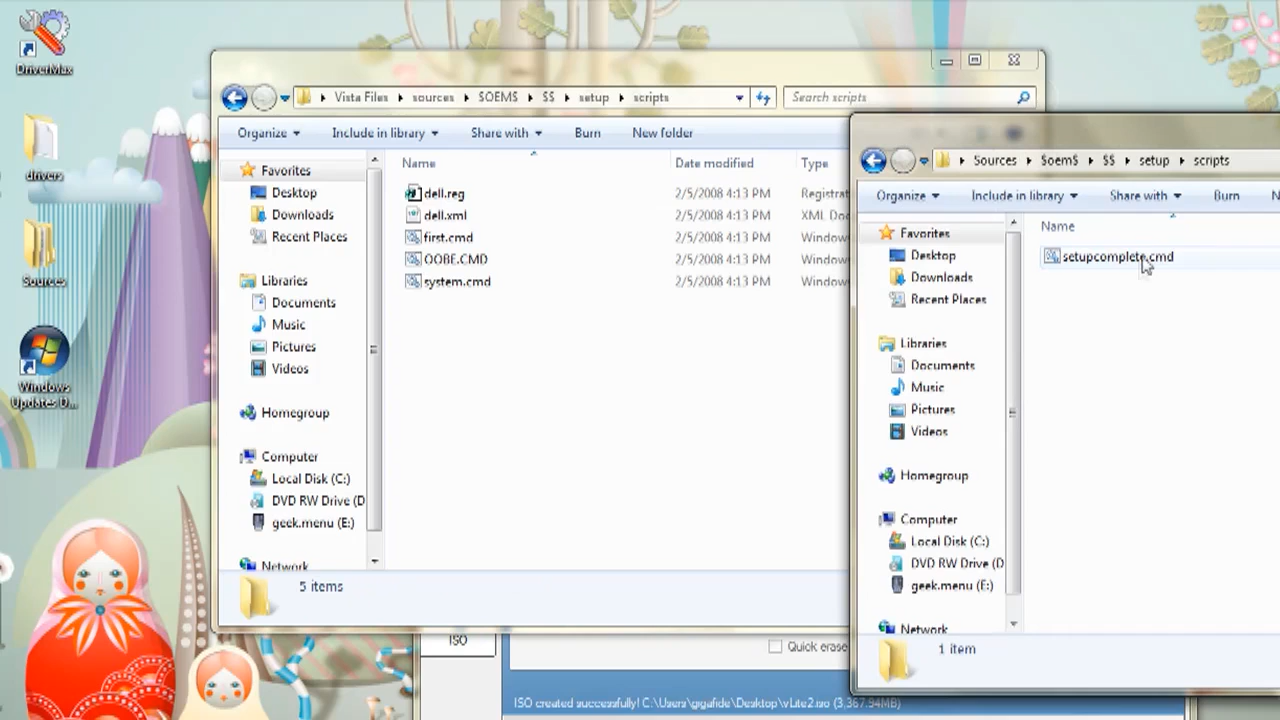 DriverMax
drivers
Sources
Windows
Updates D...
Vista Files
sources
$OEM$
$$
setup
scripts
Search scripts
Organize
Include in library
Share with
Burn
New folder
Favorites
Desktop
Downloads
Recent Places
Libraries
Documents
Music
Pictures
Videos
Homegroup
Computer
Local Disk (C:)
DVD RW Drive (D
geek.menu (E:)
Network
Name
Date modified
Type
dell.reg
2/5/2008 4:13 PM
Registrat
dell.xml
2/5/2008 4:13 PM
XML Doc
first.cmd
2/5/2008 4:13 PM
Window
OOBE.CMD
2/5/2008 4:13 PM
Window
system.cmd
2/5/2008 4:13 PM
Window
5 items
Sources
$oem$
$$
setup
scripts
Organize
Include in library
Share with
Burn
N
Favorites
Desktop
Downloads
Recent Places
Libraries
Documents
Music
Pictures
Videos
Homegroup
Computer
Local Disk (C:)
DVD RW Drive (D
geek.menu (E:)
Network
Name
setupcomplete.cmd
1 item
ISO
Quick erase
ISO created successfully! C:\Users\gigafide\Desktop\vLite2.iso (3,367.94MB)